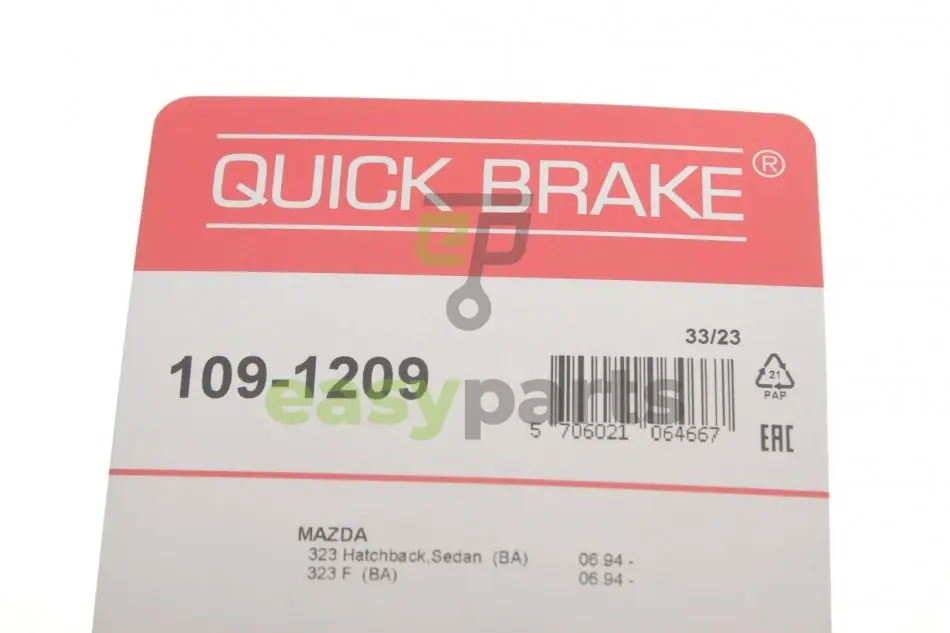 QUICK BRAKE®
eP
33/23
109-1209
easyparts
21
PAP
5 706021 064667
EAC
MAZDA
323 Hatchback,Sedan (BA) 06.94 -
323 F (BA) 06.94 -